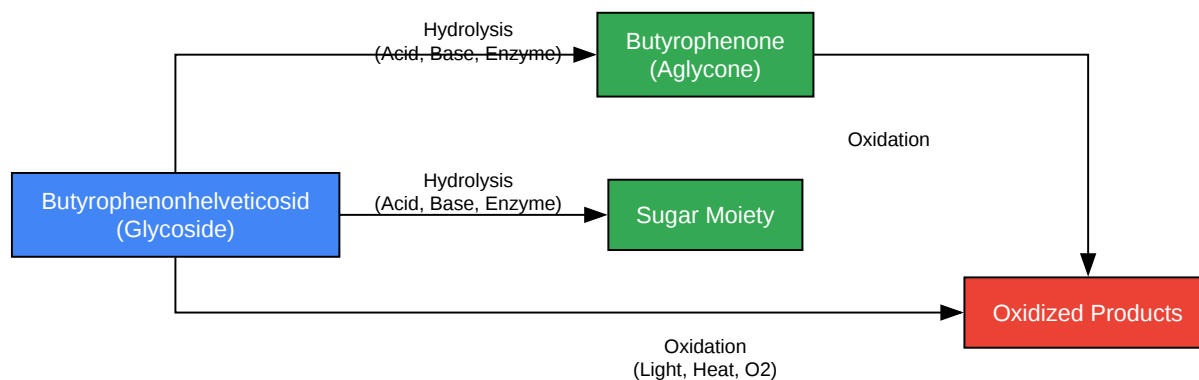 Hydrolysis
(Acid, Base, Enzyme)
Butyrophenone
(Aglycone)
Oxidation
Butyrophenonhelveticosid
(Glycoside)
Hydrolysis
(Acid, Base, Enzyme)
Sugar Moiety
Oxidized Products
Oxidation
(Light, Heat, O2)